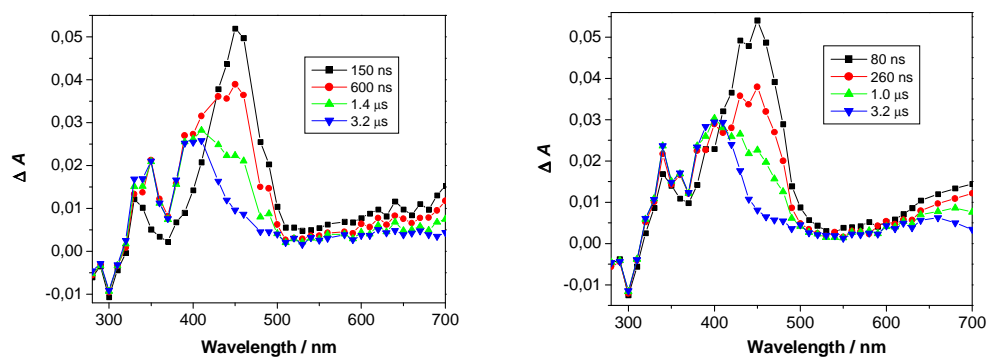 0,05
0,04
0,03
0,02
0,01
0,00
-0,01
Δ A
150 ns
600 ns
1.4 μs
3.2 μs
300 400 500 600 700
Wavelength / nm
0,05
0,04
0,03
0,02
0,01
0,00
-0,01
Δ A
80 ns
260 ns
1.0 μs
3.2 μs
300 400 500 600 700
Wavelength / nm